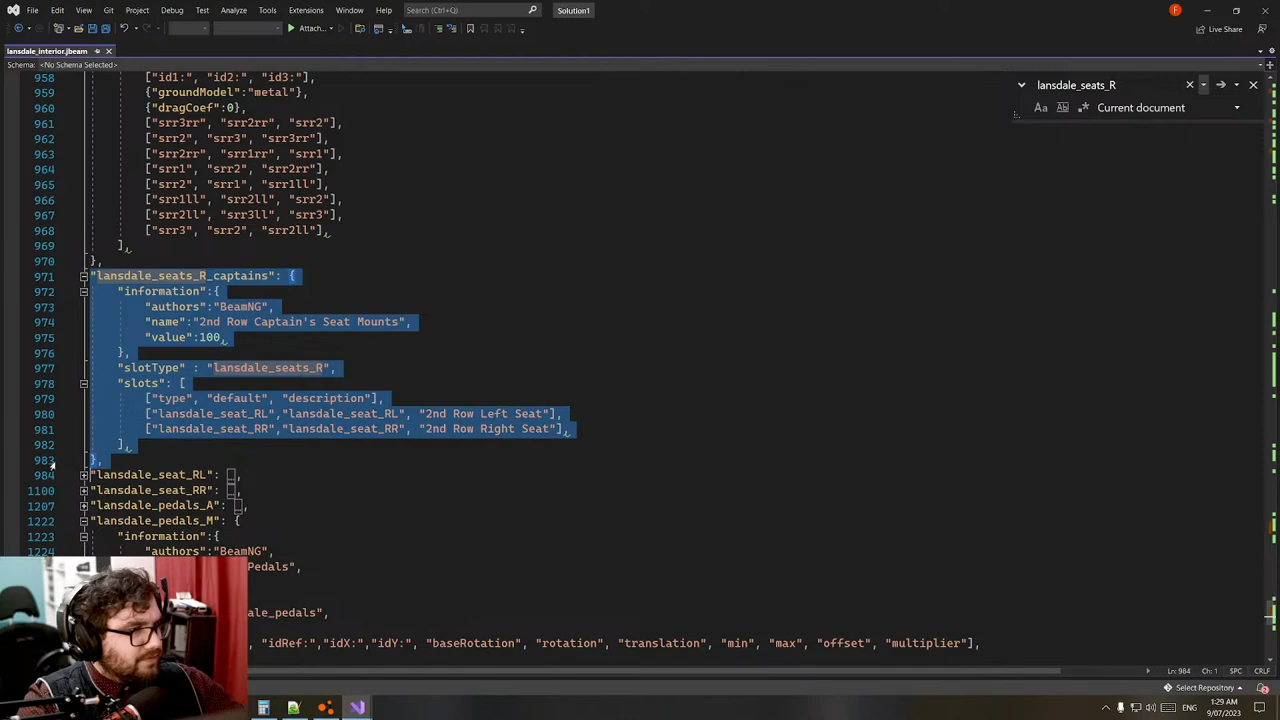 File Edit View Git Project Debug Test Analyze Tools Extensions Window Help Search (Ctrl+Q) Solution1 F
Attach... Live Share
lansdale_interior.jbeam
Schema: <No Schema Selected>
lansdale_seats_R
Current document
958 ["id1:", "id2:", "id3:"],
959 {"groundModel":"metal"},
960 {"dragCoef":0},
961 ["srr3rr", "srr2rr", "srr2"],
962 ["srr2", "srr3", "srr3rr"],
963 ["srr2rr", "srr1rr", "srr1"],
964 ["srr1", "srr2", "srr2rr"],
965 ["srr2", "srr1", "srr1ll"],
966 ["srr1ll", "srr2ll", "srr2"],
967 ["srr2ll", "srr3ll", "srr3"],
968 ["srr3", "srr2", "srr2ll"],
969 ],
970 },
971 "lansdale_seats_R_captains": {
972 "information":{
973 "authors":"BeamNG",
974 "name":"2nd Row Captain's Seat Mounts",
975 "value":100,
976 },
977 "slotType" : "lansdale_seats_R",
978 "slots": [
979 ["type", "default", "description"],
980 ["lansdale_seat_RL","lansdale_seat_RL", "2nd Row Left Seat"],
981 ["lansdale_seat_RR","lansdale_seat_RR", "2nd Row Right Seat"],
982 ],
983 },
984 "lansdale_seat_RL": ...,
1100 "lansdale_seat_RR": ...,
1207 "lansdale_pedals_A": ...,
1222 "lansdale_pedals_M": {
1223 "information":{
1224 "authors":"BeamNG",
Pedals",
ale_pedals",
, "idRef:","idX:","idY:", "baseRotation", "rotation", "translation", "min", "max", "offset", "multiplier"],
Ln: 984 Ch: 1 SPC CRLF
Select Repository
ENG 1:29 AM
9/07/2023